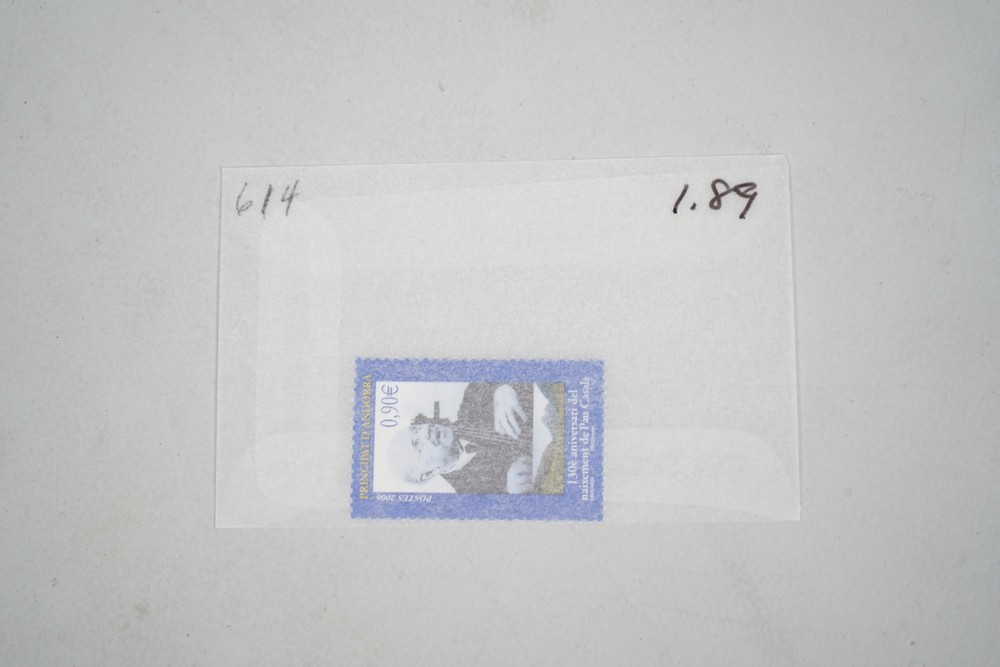 614
1.89
PRINCIPAT D'ANDORRA
0,90€
POSTES 2006
130è aniversari del
naixement de Pau Casals